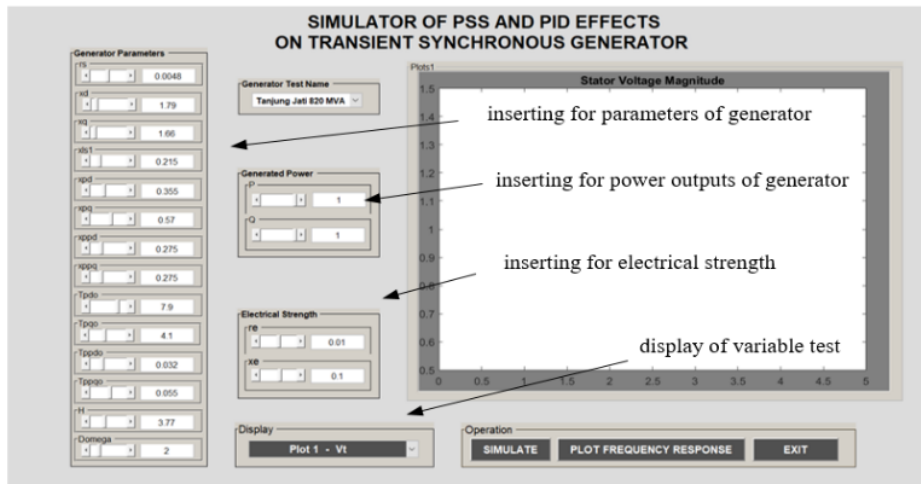 SIMULATOR OF PSS AND PID EFFECTS
ON TRANSIENT SYNCHRONOUS GENERATOR
Generator Parameters
rs
0.0048
xd
1.79
xq
1.66
xls1
0.215
xpd
0.355
xpq
0.57
xppd
0.275
xppq
0.275
Tpdo
7.9
Tpqo
4.1
Tppdo
0.032
Tppqo
0.055
H
3.77
Domega
2
Generator Test Name
Tanjung Jati 820 MVA
Generated Power
P
1
Q
1
Electrical Strength
re
0.01
xe
0.1
Display
Plot 1 - Vt
Plots1
Stator Voltage Magnitude
1.5
1.4
1.3
1.2
1.1
1
0.9
0.8
0.7
0.6
0.5
0 0.5 1 1.5 2 2.5 3 3.5 4 4.5 5
inserting for parameters of generator
inserting for power outputs of generator
inserting for electrical strength
display of variable test
Operation
SIMULATE PLOT FREQUENCY RESPONSE EXIT